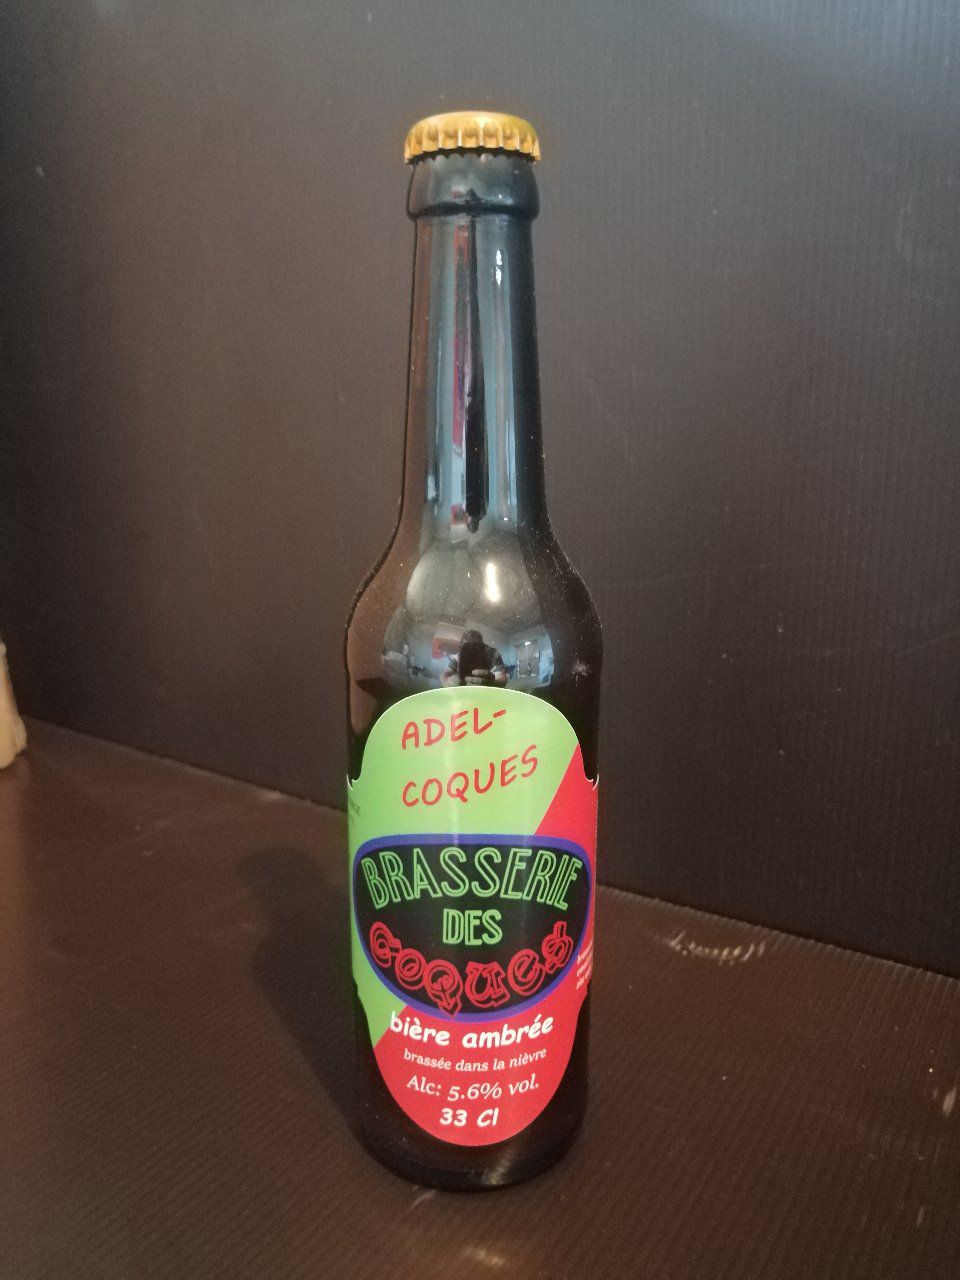 ADEL-
COQUES
BRASSERIE
DES
COQUES
bière ambrée
brassée dans la nièvre
Alc: 5.6% vol.
33 Cl